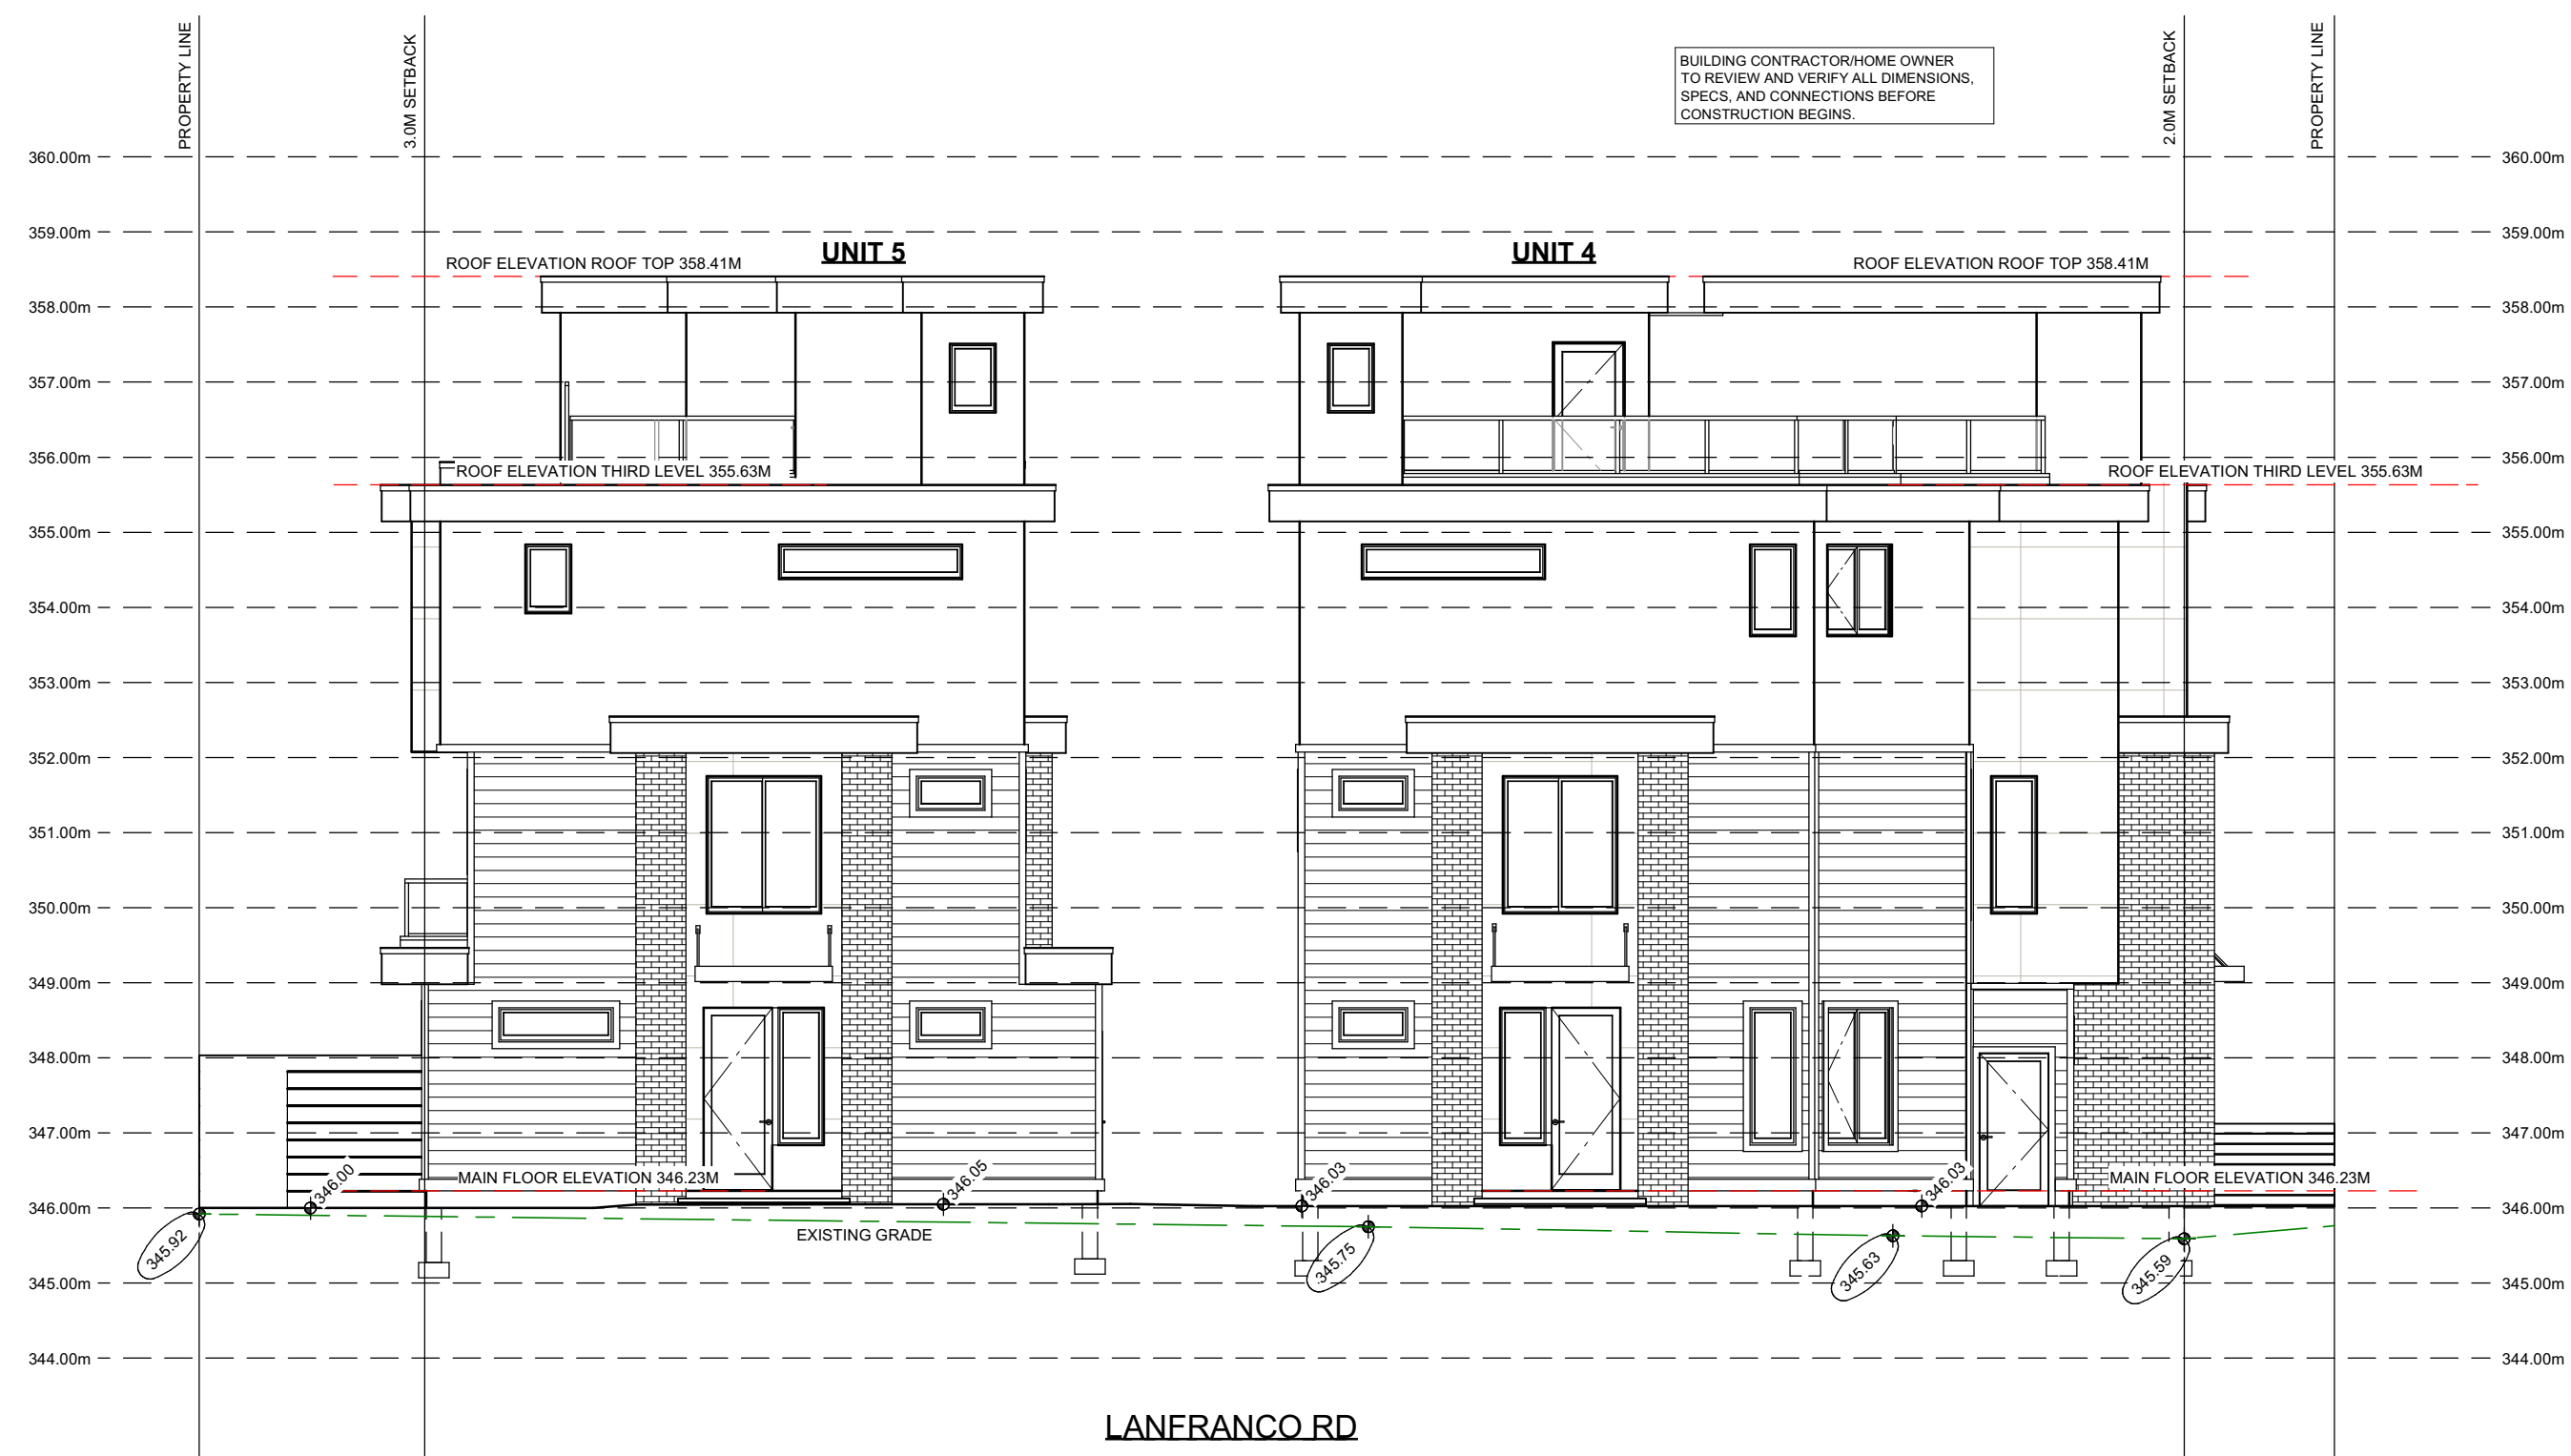 PROPERTY LINE
3.0M SETBACK
2.0M SETBACK
PROPERTY LINE
BUILDING CONTRACTOR/HOME OWNER
TO REVIEW AND VERIFY ALL DIMENSIONS,
SPECS, AND CONNECTIONS BEFORE
CONSTRUCTION BEGINS.
360.00m
360.00m
359.00m
359.00m
UNIT 5
UNIT 4
ROOF ELEVATION ROOF TOP 358.41M
ROOF ELEVATION ROOF TOP 358.41M
358.00m
358.00m
357.00m
357.00m
356.00m
356.00m
ROOF ELEVATION THIRD LEVEL 355.63M
ROOF ELEVATION THIRD LEVEL 355.63M
355.00m
355.00m
354.00m
354.00m
353.00m
353.00m
352.00m
352.00m
351.00m
351.00m
350.00m
350.00m
349.00m
349.00m
348.00m
348.00m
347.00m
347.00m
MAIN FLOOR ELEVATION 346.23M
MAIN FLOOR ELEVATION 346.23M
346.00
346.05
346.03
346.03
346.00m
346.00m
EXISTING GRADE
345.92
345.75
345.63
345.59
345.00m
345.00m
344.00m
344.00m
LANFRANCO RD